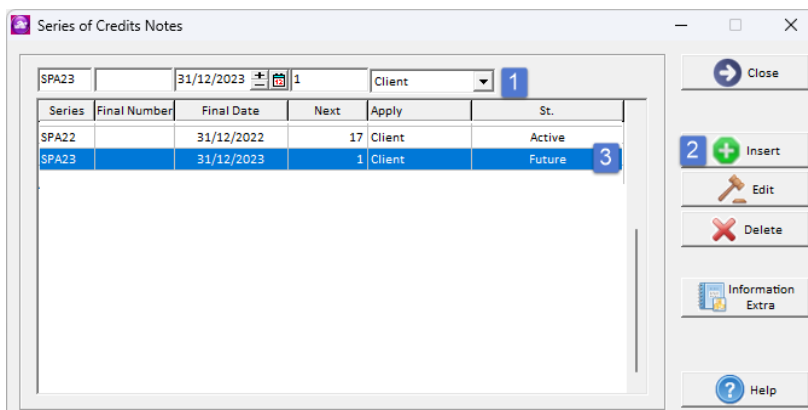 Series of Credits Notes
SPA23 31/12/2023 12 1 Client 1
Close
Series Final Number Final Date Next Apply St.
SPA22 31/12/2022 17 Client Active
SPA23 31/12/2023 1 Client Future 3
2 Insert
Edit
Delete
Information
Extra
Help